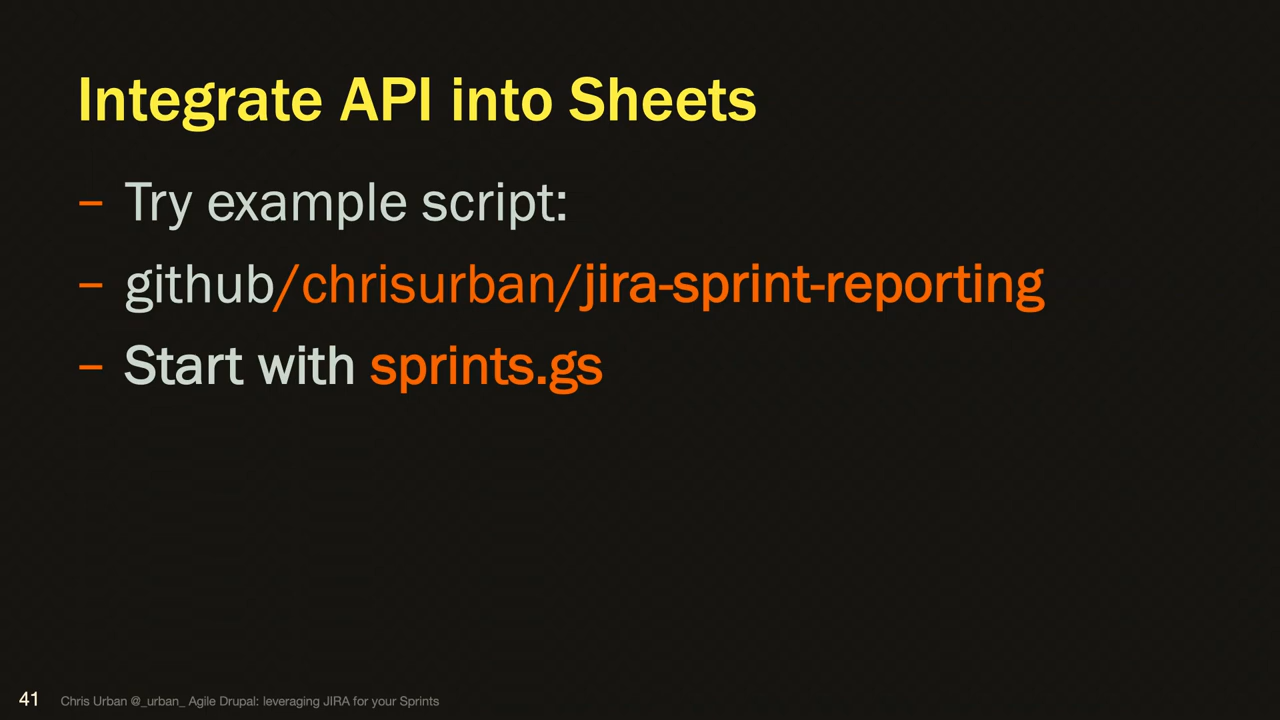 Integrate API into Sheets
– Try example script:
– github/chrisurban/jira-sprint-reporting
– Start with sprints.gs
41 Chris Urban @_urban_ Agile Drupal: leveraging JIRA for your Sprints